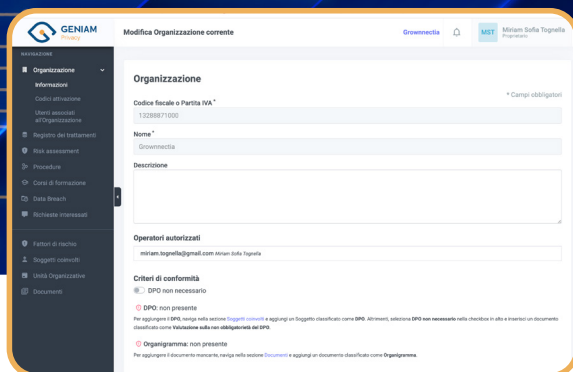 GENIAM
Privacy
Modifica Organizzazione corrente
Grownnectia
MST
Miriam Sofia Tognella
Proprietario
NAVIGAZIONE
Organizzazione
Informazioni
Codici attivazione
Utenti associati
all'Organizzazione
Registro dei trattamenti
Risk assessment
Procedure
Corsi di formazione
Data Breach
Richieste interessati
Fattori di rischio
Soggetti coinvolti
Unità Organizzative
Documenti
Organizzazione
* Campi obbligatori
Codice fiscale o Partita IVA *
13288871000
Nome *
Grownnectia
Descrizione
Operatori autorizzati
miriam.tognella@gmail.com Miriam Sofia Tognella
Criteri di conformità
DPO non necessario
DPO: non presente
Per aggiungere il DPO, naviga nella sezione Soggetti coinvolti e aggiungi un Soggetto classificato come DPO. Altrimenti, seleziona DPO non necessario nella checkbox in alto e inserisci un documento
classificato come Valutazione sulla non obbligatorietà del DPO.
Organigramma: non presente
Per aggiungere il documento mancante, naviga nella sezione Documenti e aggiungi un documento classificato come Organigramma.